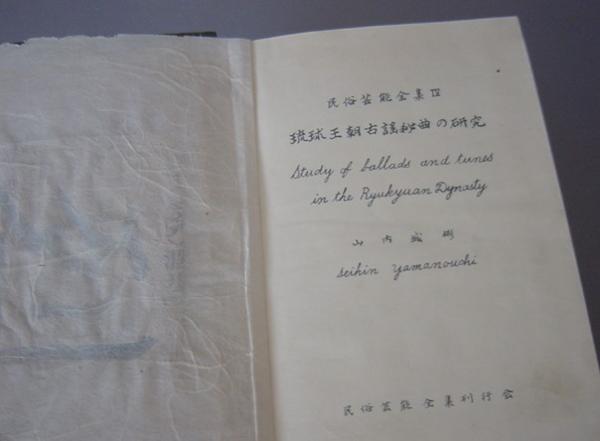 民俗芸能全集 IV
琉球王朝古謡秘曲の研究
Study of ballads and tunes
in the Ryukyuan Dynasty
山内盛彬
Seihin Yamanouchi
民俗芸能全集刊行会